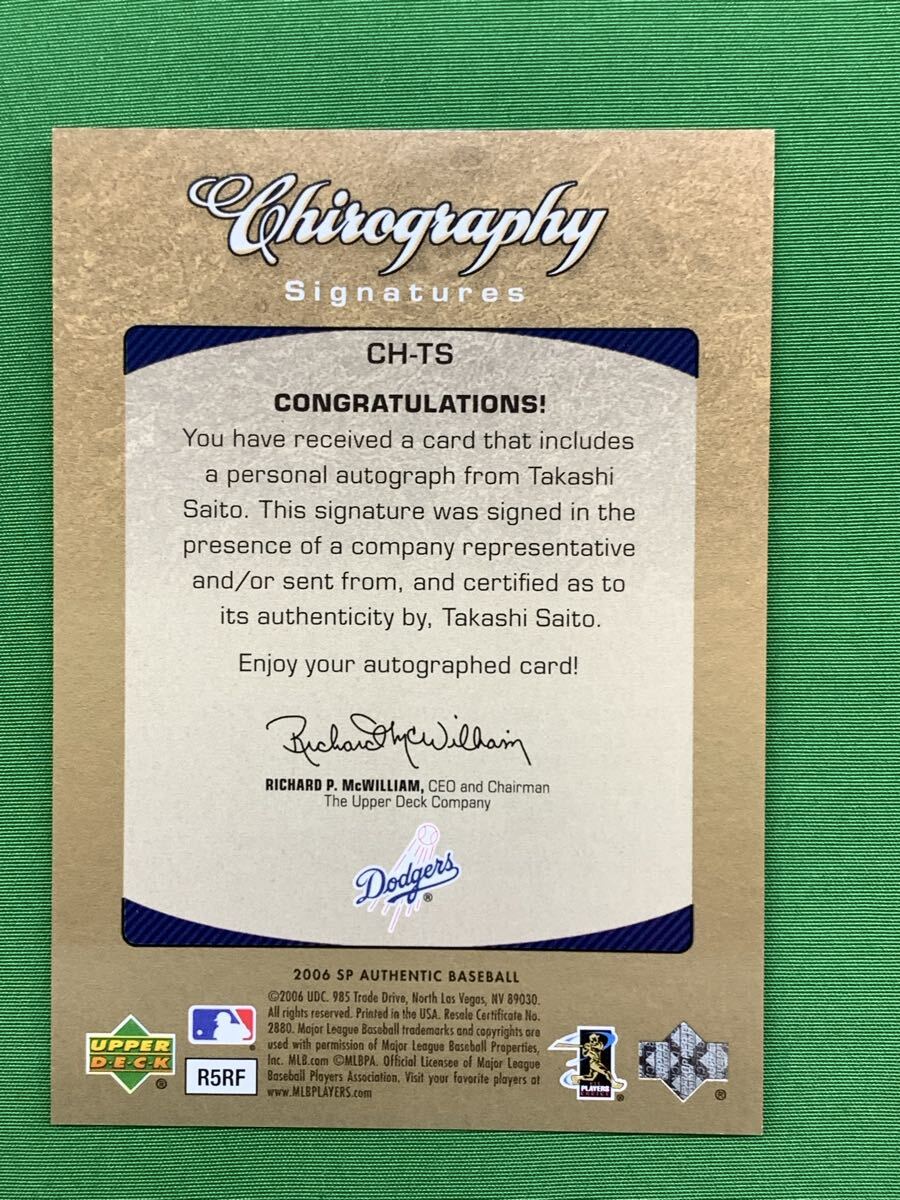 Chirography
Signatures
CH-TS
CONGRATULATIONS!
You have received a card that includes
a personal autograph from Takashi
Saito. This signature was signed in the
presence of a company representative
and/or sent from, and certified as to
its authenticity by, Takashi Saito.
Enjoy your autographed card!
Richard McWilliam
RICHARD P. McWILLIAM, CEO and Chairman
The Upper Deck Company
Dodgers®
2006 SP AUTHENTIC BASEBALL
©2006 UDC. 985 Trade Drive, North Las Vegas, NV 89030.
All rights reserved. Printed in the USA. Resale Certificate No.
2880. Major League Baseball trademarks and copyrights are
used with permission of Major League Baseball Properties,
Inc. MLB.com ©MLBPA. Official Licensee of Major League
Baseball Players Association. Visit your favorite players at
www.MLBPLAYERS.com
UPPER
D·E·C·K
®
R5RF
PLAYERS
CHOICE
®
®